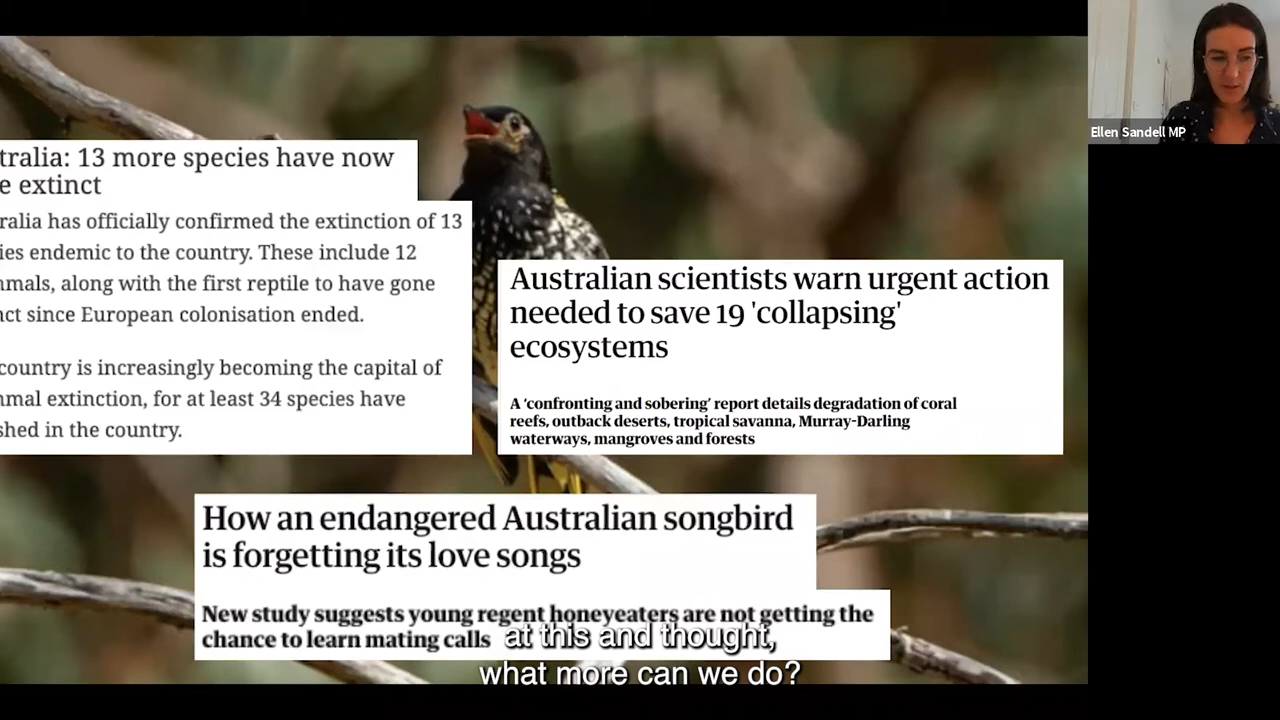 tralia: 13 more species have now
e extinct
ralia has officially confirmed the extinction of 13
ies endemic to the country. These include 12
mals, along with the first reptile to have gone
ct since European colonisation ended.
country is increasingly becoming the capital of
mal extinction, for at least 34 species have
shed in the country.
Australian scientists warn urgent action
needed to save 19 'collapsing'
ecosystems
A ‘confronting and sobering’ report details degradation of coral
reefs, outback deserts, tropical savanna, Murray-Darling
waterways, mangroves and forests
How an endangered Australian songbird
is forgetting its love songs
New study suggests young regent honeyeaters are not getting the
chance to learn mating calls
at this and thought,
what more can we do?
Ellen Sandell MP